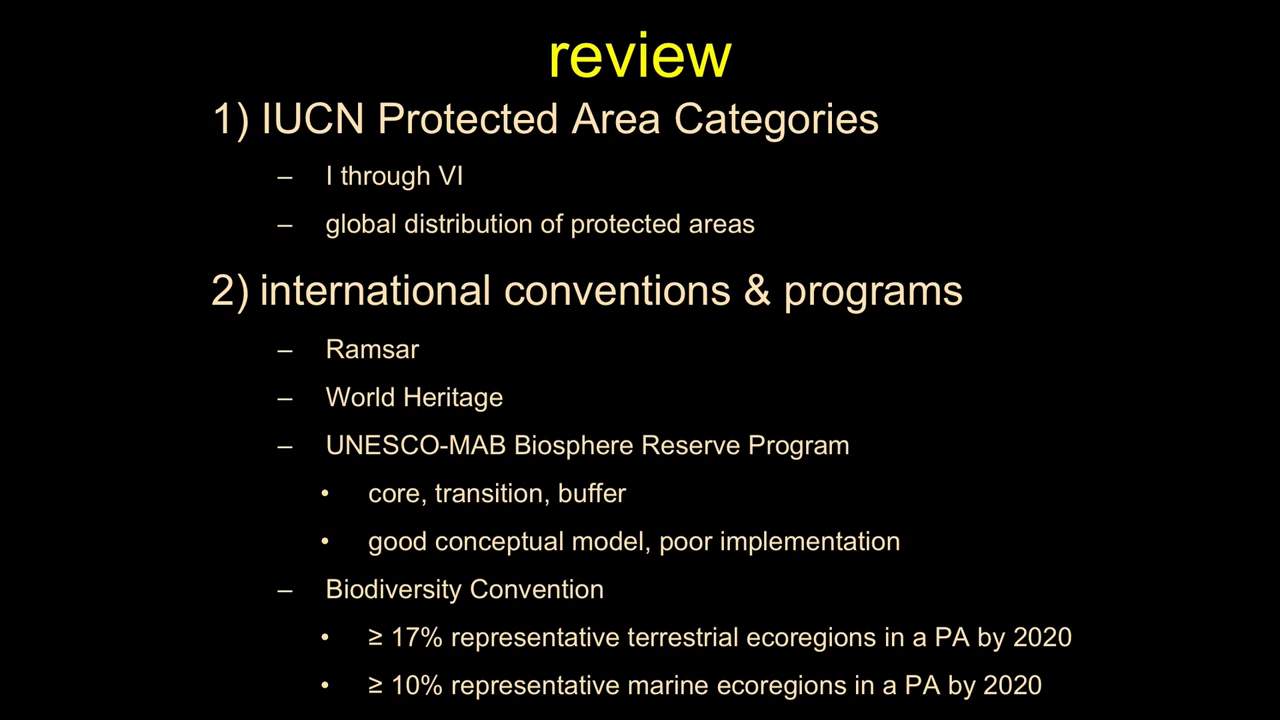 review
1) IUCN Protected Area Categories
– I through VI
– global distribution of protected areas
2) international conventions & programs
– Ramsar
– World Heritage
– UNESCO-MAB Biosphere Reserve Program
• core, transition, buffer
• good conceptual model, poor implementation
– Biodiversity Convention
• ≥ 17% representative terrestrial ecoregions in a PA by 2020
• ≥ 10% representative marine ecoregions in a PA by 2020